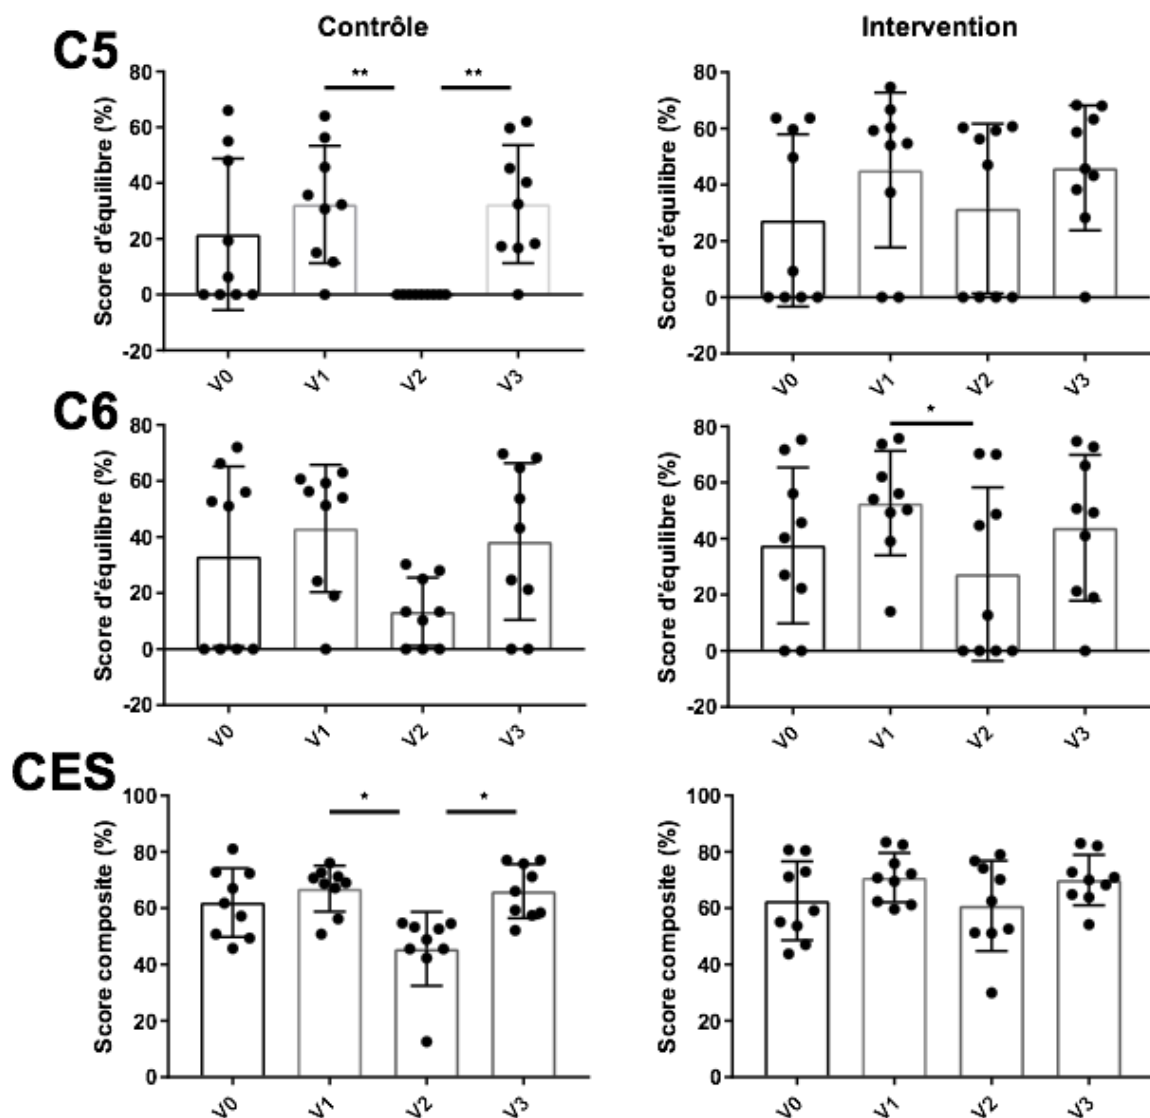 Contrôle
Intervention
C5
Score d'équilibre (%)
80
60
40
20
0
-20
**
**
V0
V1
V2
V3
Score d'équilibre (%)
80
60
40
20
0
-20
V0
V1
V2
V3
C6
Score d'équilibre (%)
80
60
40
20
0
-20
V0
V1
V2
V3
Score d'équilibre (%)
80
60
40
20
0
-20
*
V0
V1
V2
V3
CES
Score composite (%)
100
80
60
40
20
0
*
*
V0
V1
V2
V3
Score composite (%)
100
80
60
40
20
0
V0
V1
V2
V3